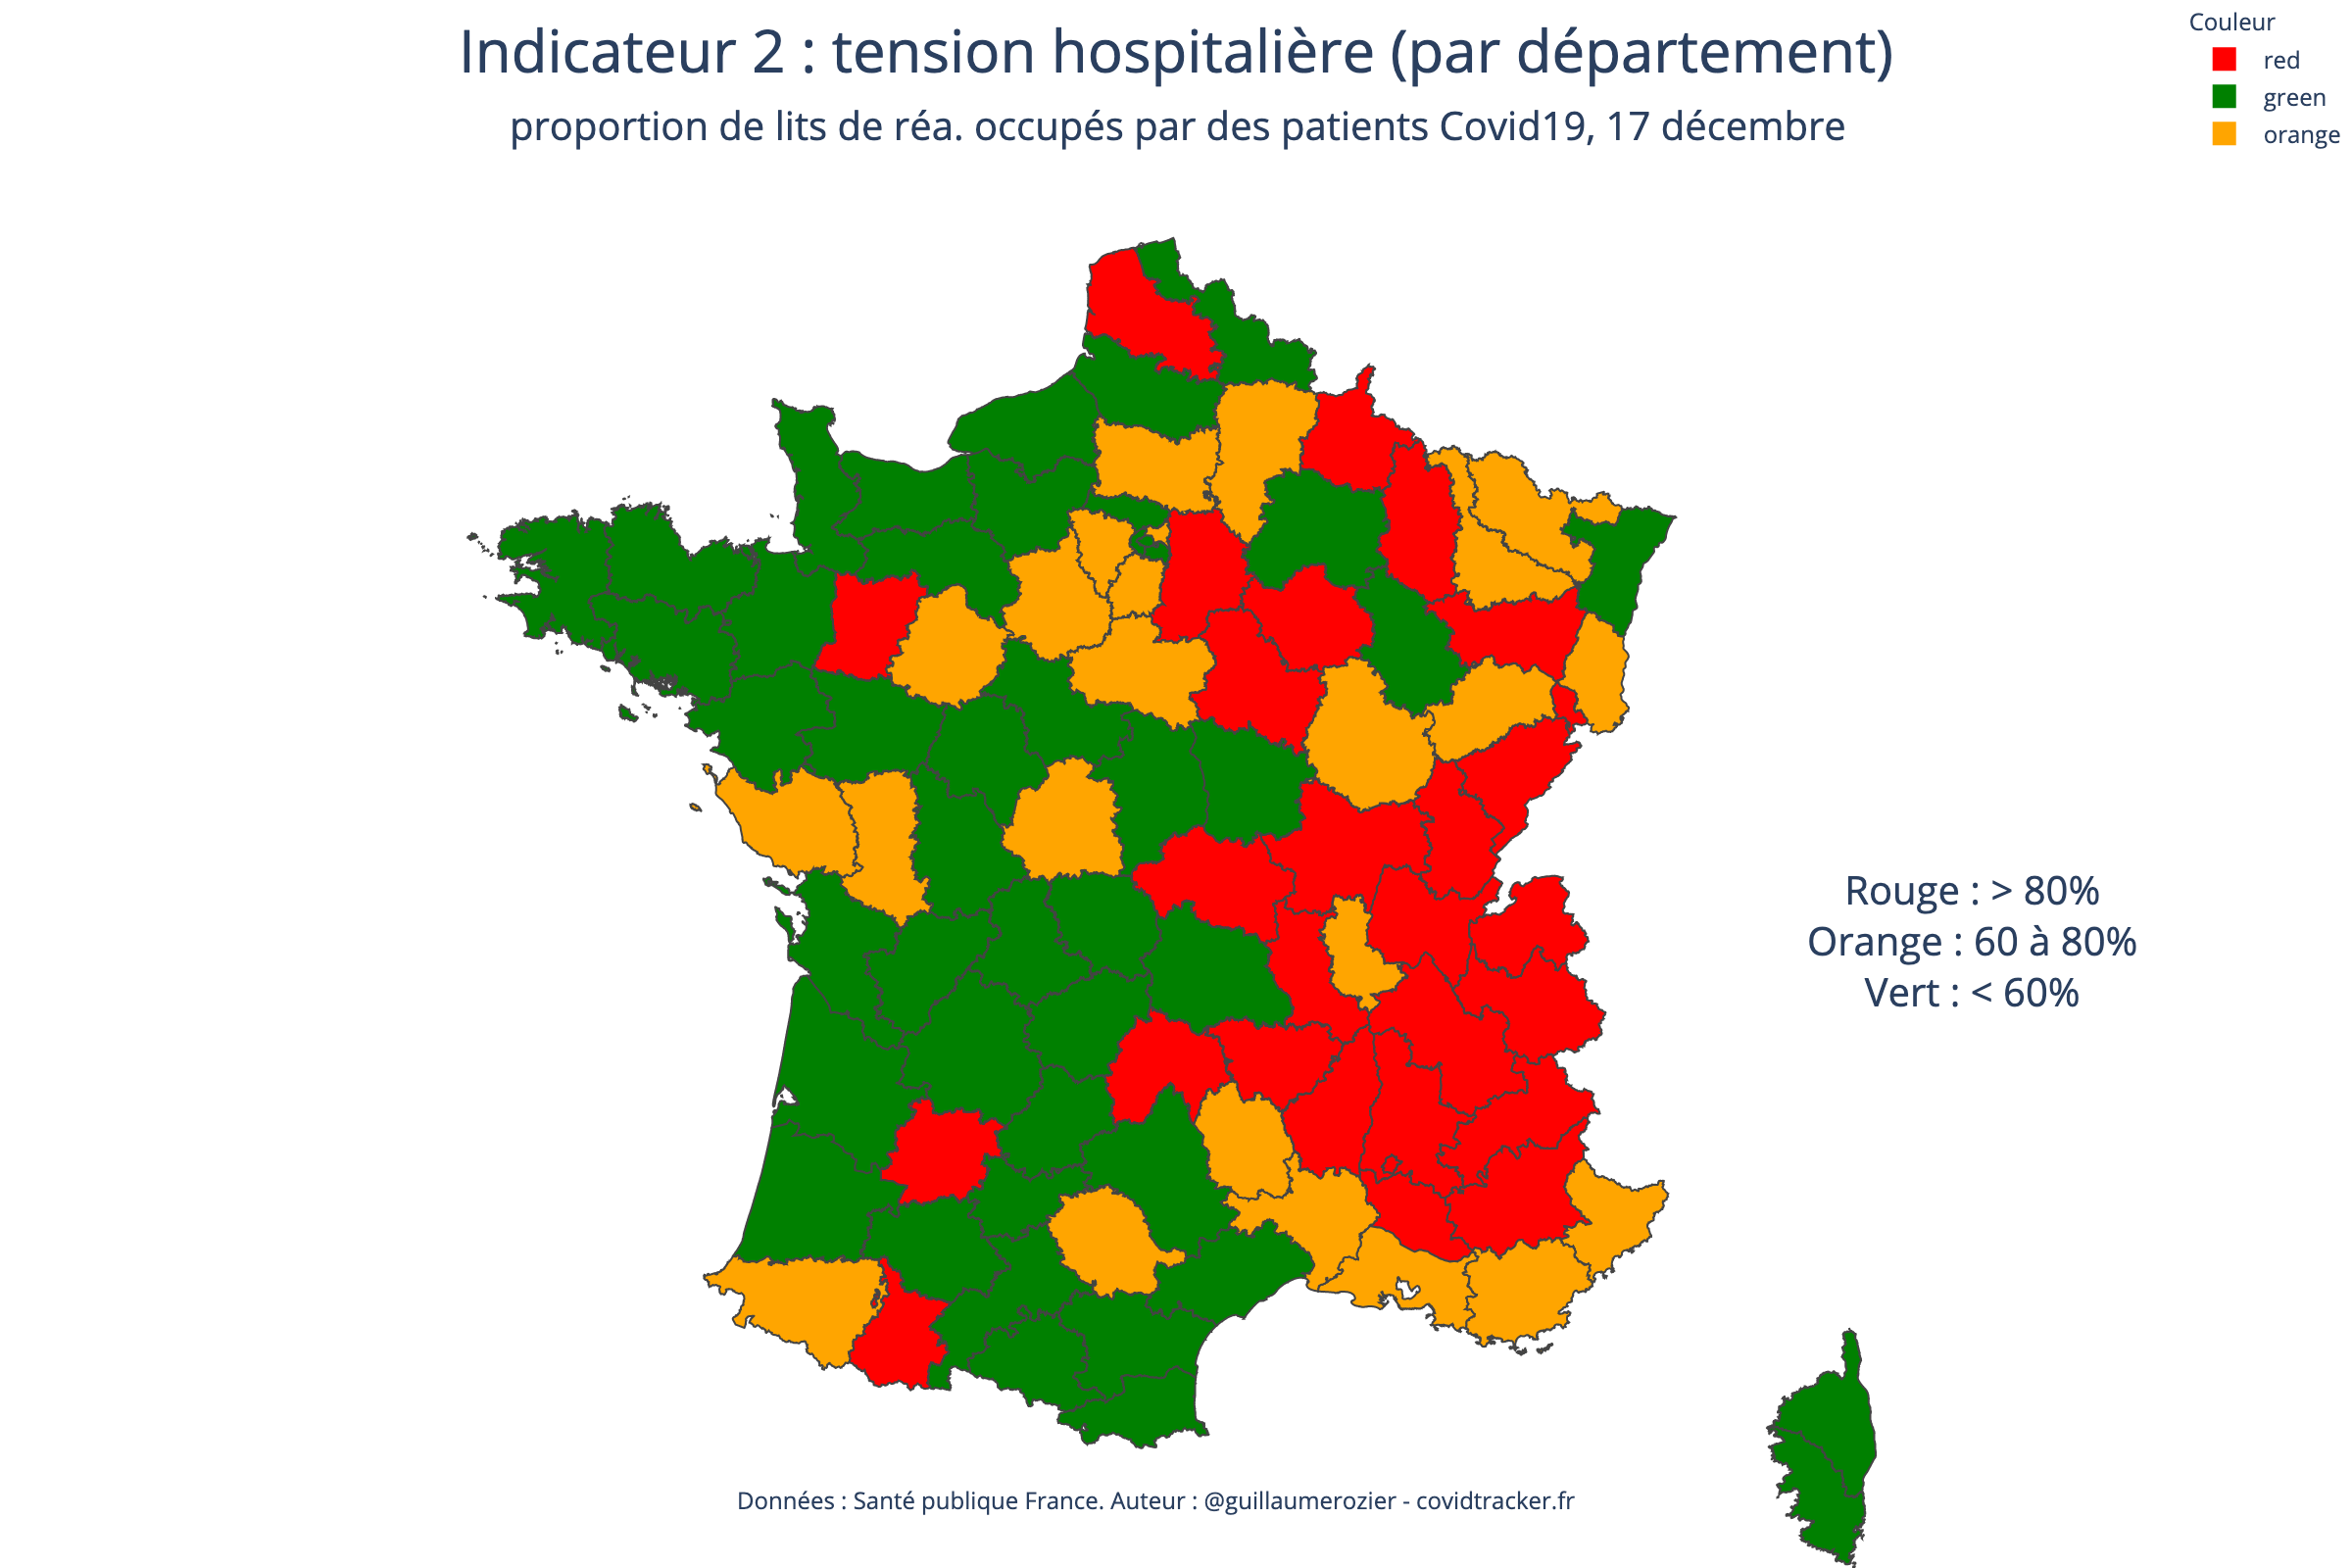 Indicateur 2 : tension hospitalière (par département)
proportion de lits de réa. occupés par des patients Covid19, 17 décembre
Couleur
red
green
orange
Rouge : > 80%
Orange : 60 à 80%
Vert : < 60%
Données : Santé publique France. Auteur : @guillaumerozier - covidtracker.fr